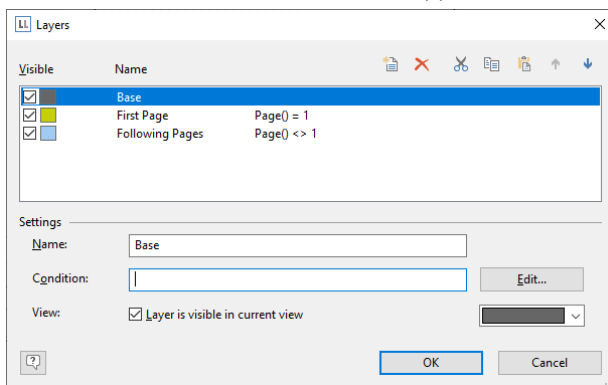 LL Layers
Visible Name
Base
First Page Page() = 1
Following Pages Page() <> 1
Settings
Name: Base
Condition: Edit...
View: Layer is visible in current view
OK Cancel